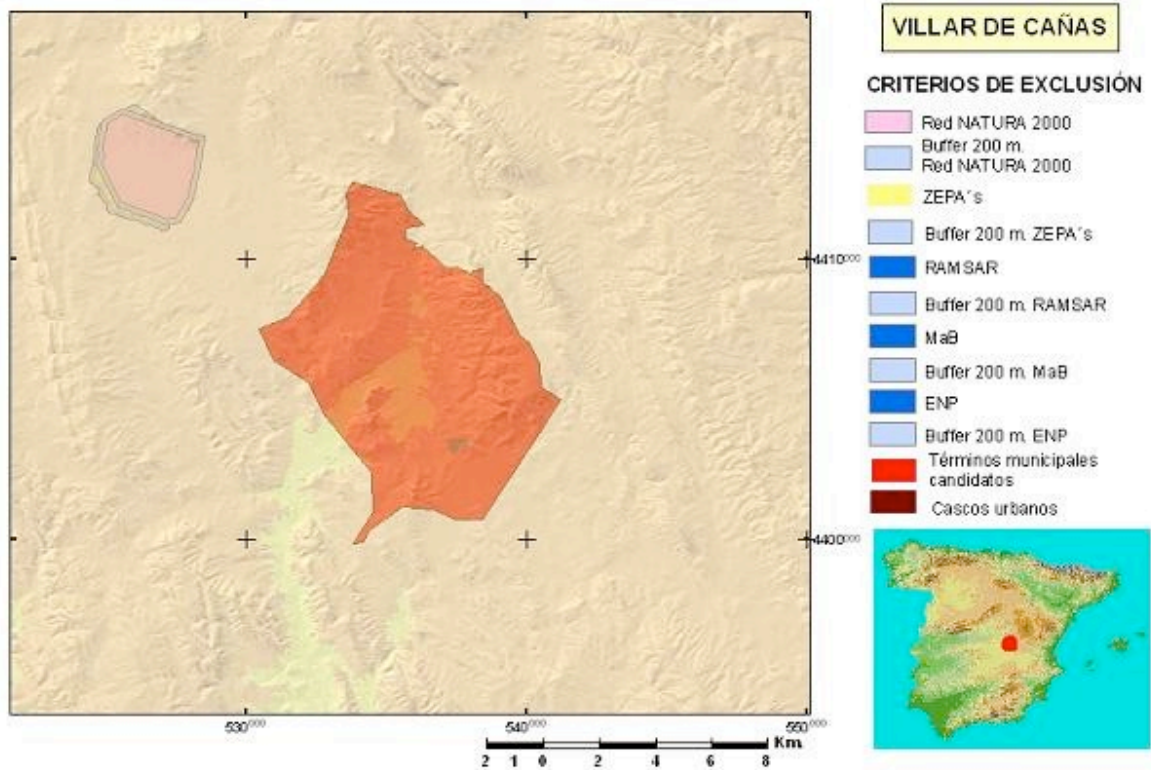 VILLAR DE CAÑAS
CRITERIOS DE EXCLUSIÓN
Red NATURA 2000
Buffer 200 m.
Red NATURA 2000
ZEPA´s
Buffer 200 m. ZEPA´s
RAMSAR
Buffer 200 m. RAMSAR
MaB
Buffer 200 m. MaB
ENP
Buffer 200 m. ENP
Términos municipales
candidatos
Cascos urbanos
4410000
4400000
530000
540000
550000
Km.
2 1 0 2 4 6 8